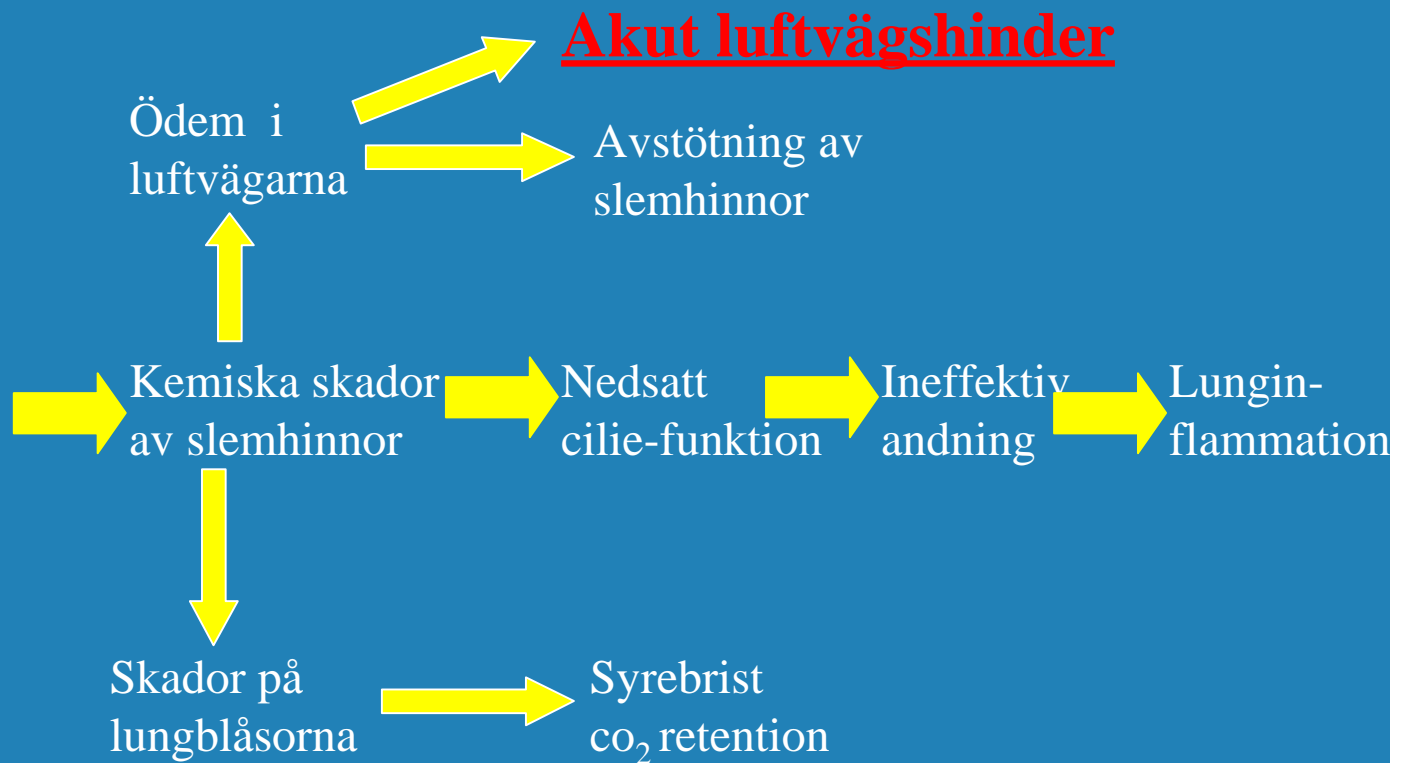 Akut luftvägshinder
Ödem i
luftvägarna
Avstötning av
slemhinnor
Kemiska skador
av slemhinnor
Nedsatt
cilie-funktion
Ineffektiv
andning
Lungin-
flammation
Skador på
lungblåsorna
Syrebrist
co₂ retention